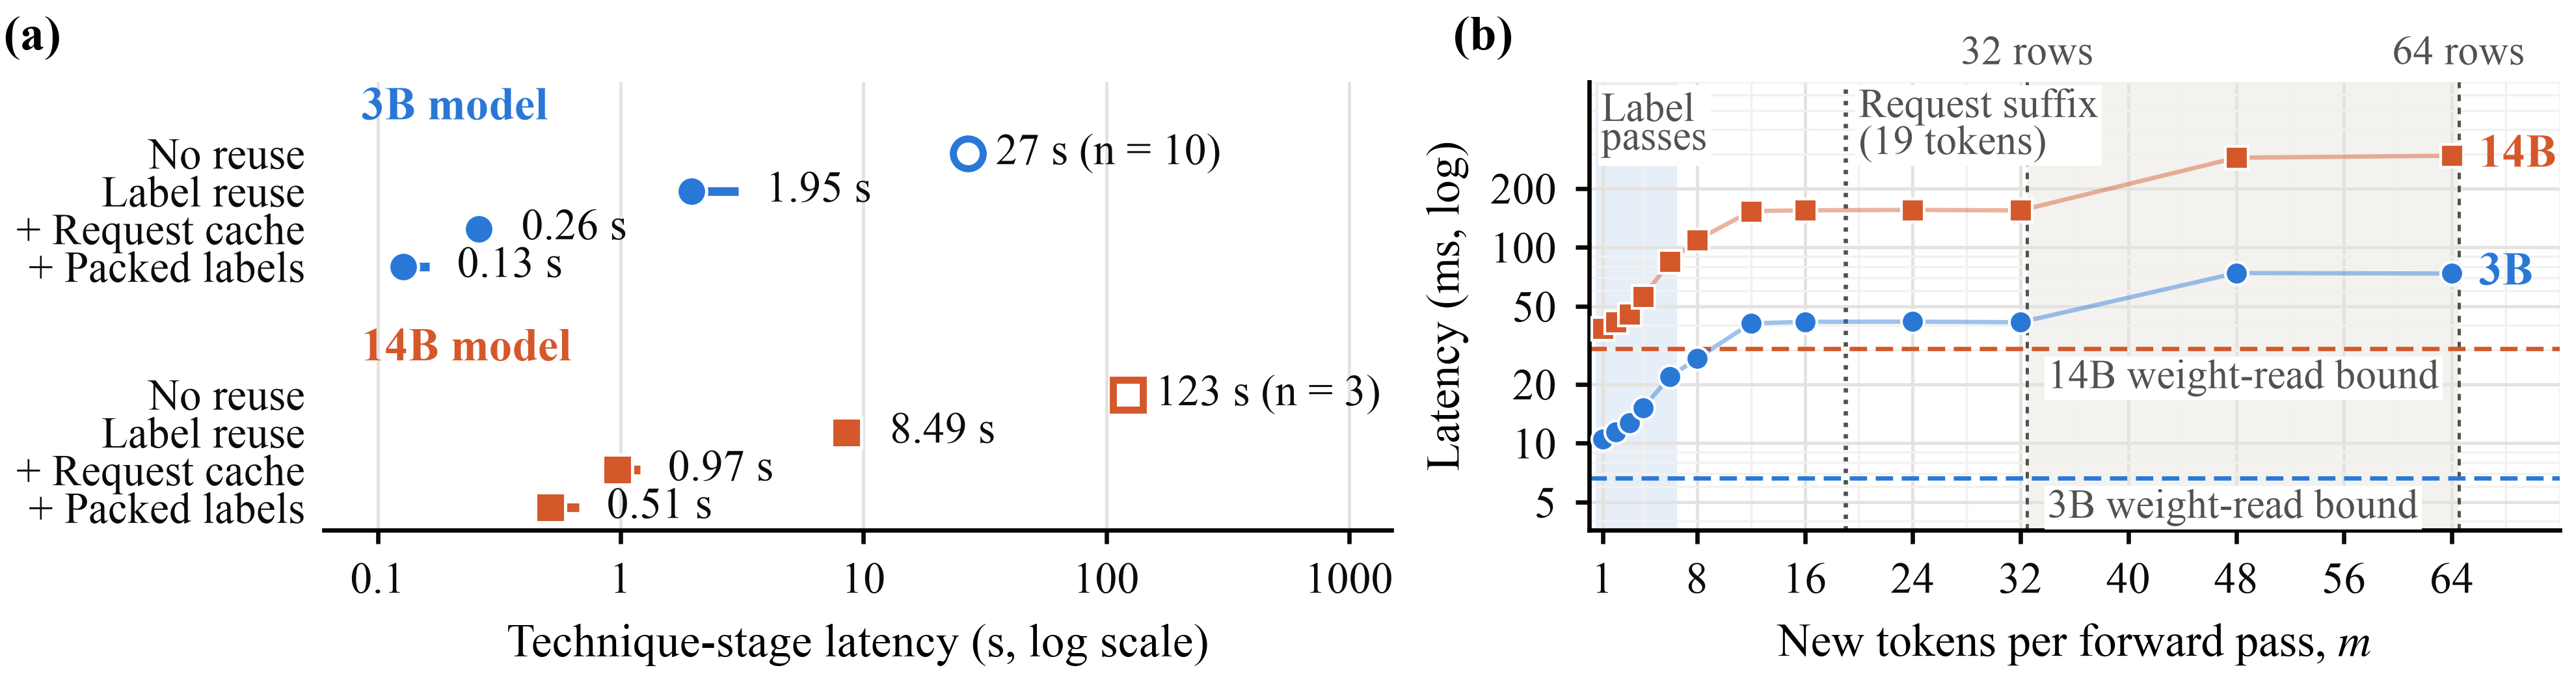 (a)
3B model
No reuse
27 s (n = 10)
Label reuse
1.95 s
+ Request cache
0.26 s
+ Packed labels
0.13 s
14B model
No reuse
123 s (n = 3)
Label reuse
8.49 s
+ Request cache
0.97 s
+ Packed labels
0.51 s
0.1 1 10 100 1000
Technique-stage latency (s, log scale)
(b)
32 rows
64 rows
Label
passes
Request suffix
(19 tokens)
14B
3B
14B weight-read bound
3B weight-read bound
Latency (ms, log)
200
100
50
20
10
5
1 8 16 24 32 40 48 56 64
New tokens per forward pass, m